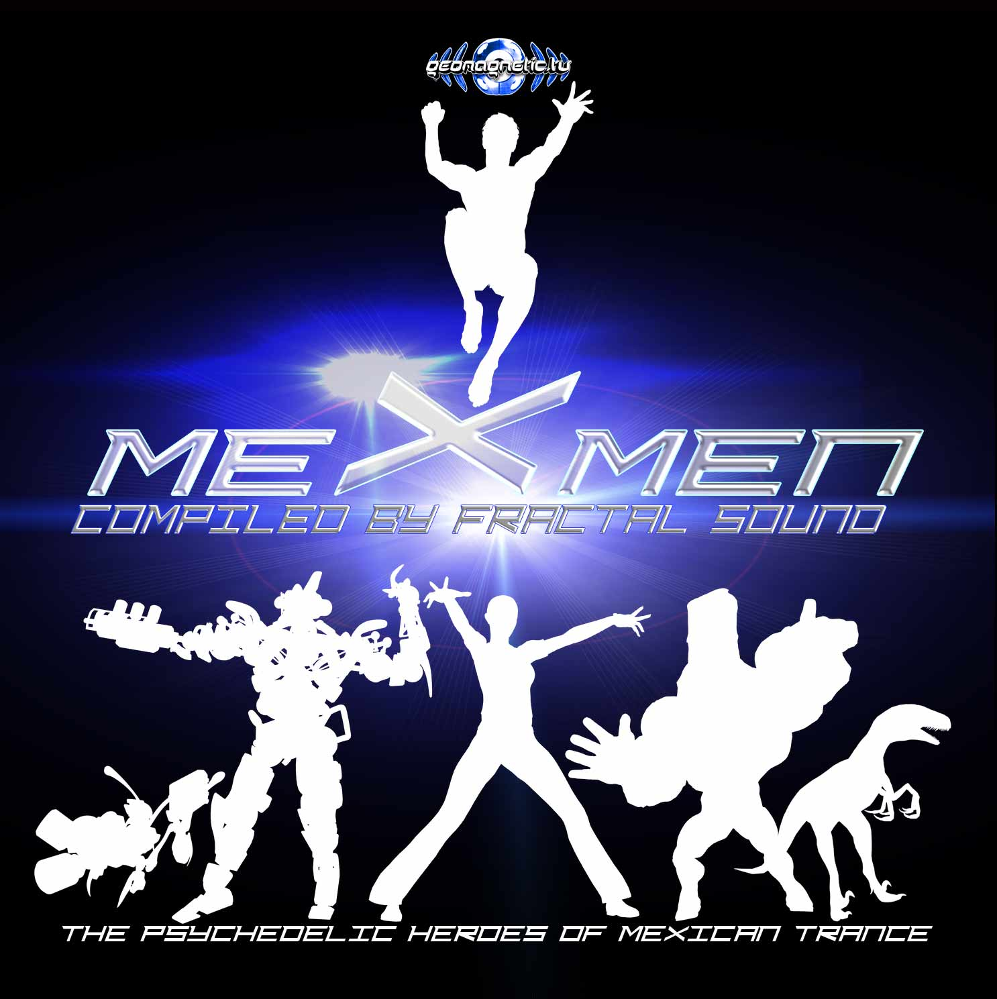 geomagnetic.tv
MEXMEN
COMPILED BY FRACTAL SOUND
THE PSYCHEDELIC HEROES OF MEXICAN TRANCE